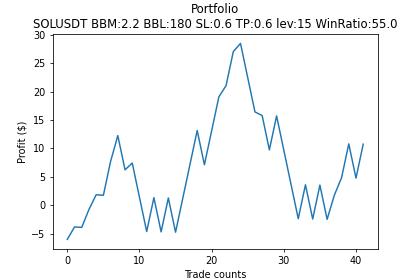 Portfolio
SOLUSDT BBM:2.2 BBL:180 SL:0.6 TP:0.6 lev:15 WinRatio:55.0
30
25
20
15
10
5
0
−5
Profit ($)
0 10 20 30 40
Trade counts